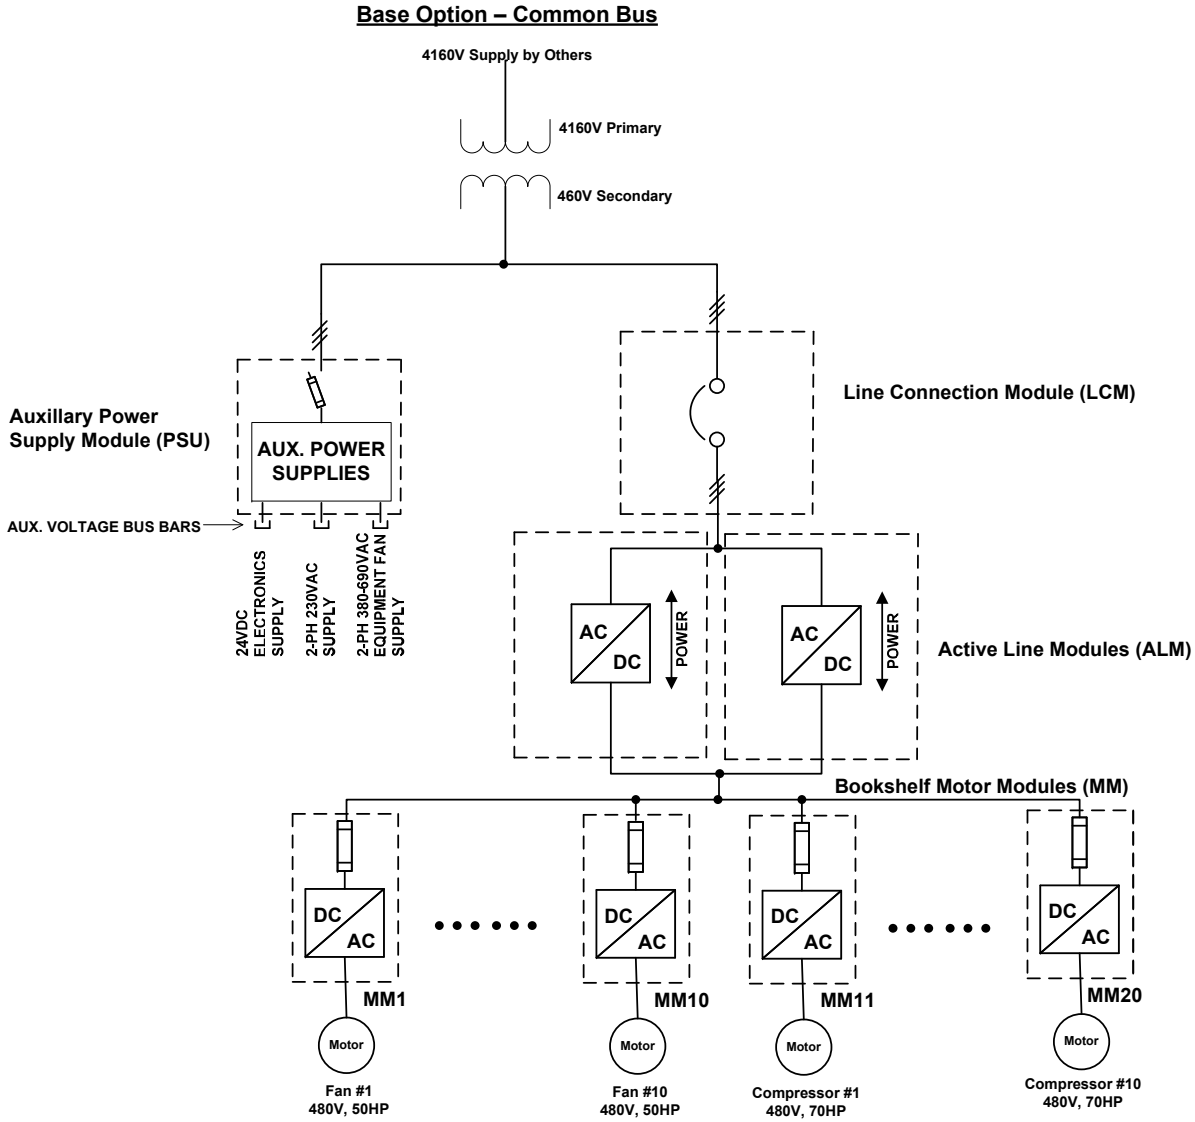 Base Option – Common Bus
4160V Supply by Others
4160V Primary
460V Secondary
Line Connection Module (LCM)
Auxillary Power
Supply Module (PSU)
AUX. POWER
SUPPLIES
AUX. VOLTAGE BUS BARS
24VDC
ELECTRONICS
SUPPLY
2-PH 230VAC
SUPPLY
2-PH 380-690VAC
EQUIPMENT FAN
SUPPLY
AC
DC
POWER
AC
DC
POWER
Active Line Modules (ALM)
Bookshelf Motor Modules (MM)
DC
AC
DC
AC
DC
AC
DC
AC
MM1
MM10
MM11
MM20
Motor
Motor
Motor
Motor
Fan #1
480V, 50HP
Fan #10
480V, 50HP
Compressor #1
480V, 70HP
Compressor #10
480V, 70HP